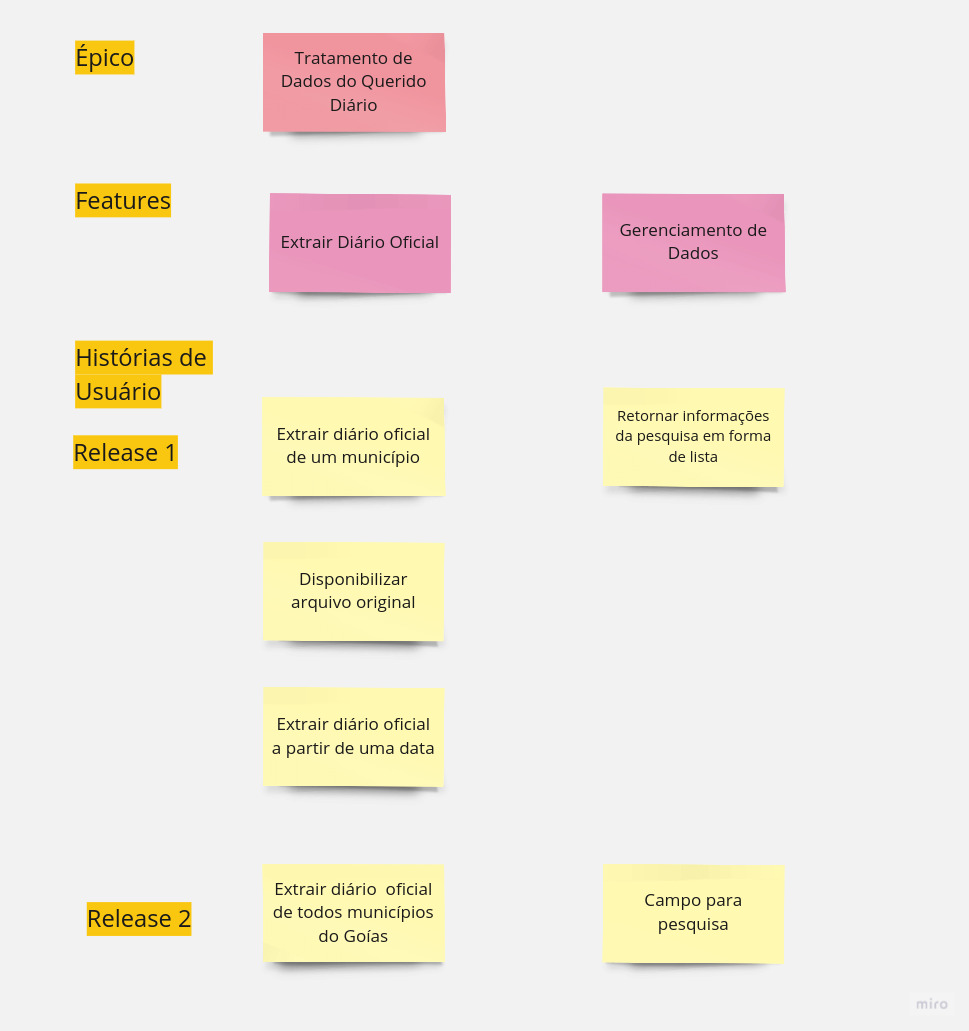 Épico
Tratamento de
Dados do Querido
Diário
Features
Extrair Diário Oficial
Gerenciamento de
Dados
Histórias de
Usuário
Release 1
Extrair diário oficial
de um município
Retornar informações
da pesquisa em forma
de lista
Disponibilizar
arquivo original
Extrair diário oficial
a partir de uma data
Release 2
Extrair diário  oficial
de todos municípios
do Goías
Campo para
pesquisa
miro